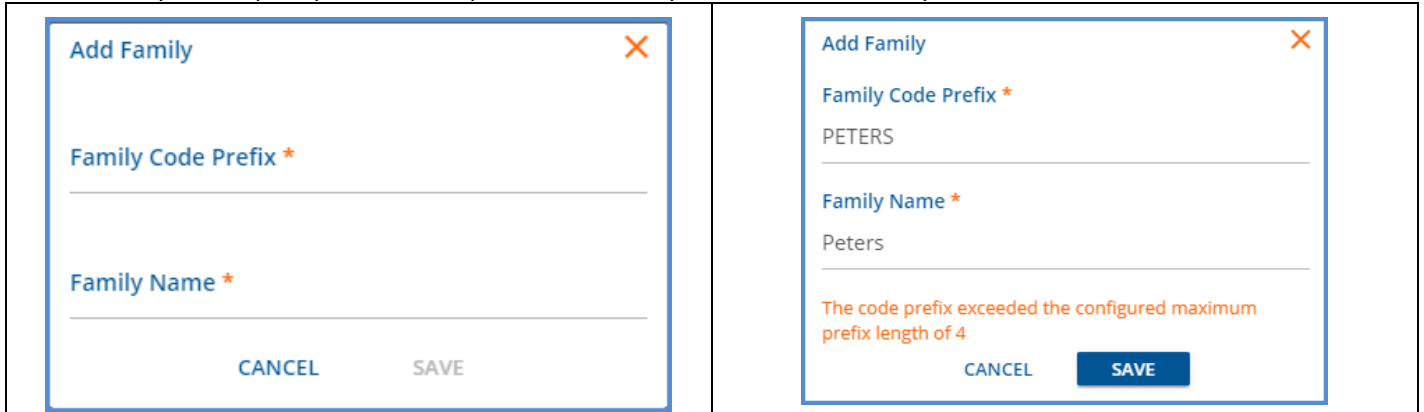 Add Family
Family Code Prefix *
Family Name *
CANCEL SAVE
Add Family
Family Code Prefix *
PETERS
Family Name *
Peters
The code prefix exceeded the configured maximum
prefix length of 4
CANCEL SAVE